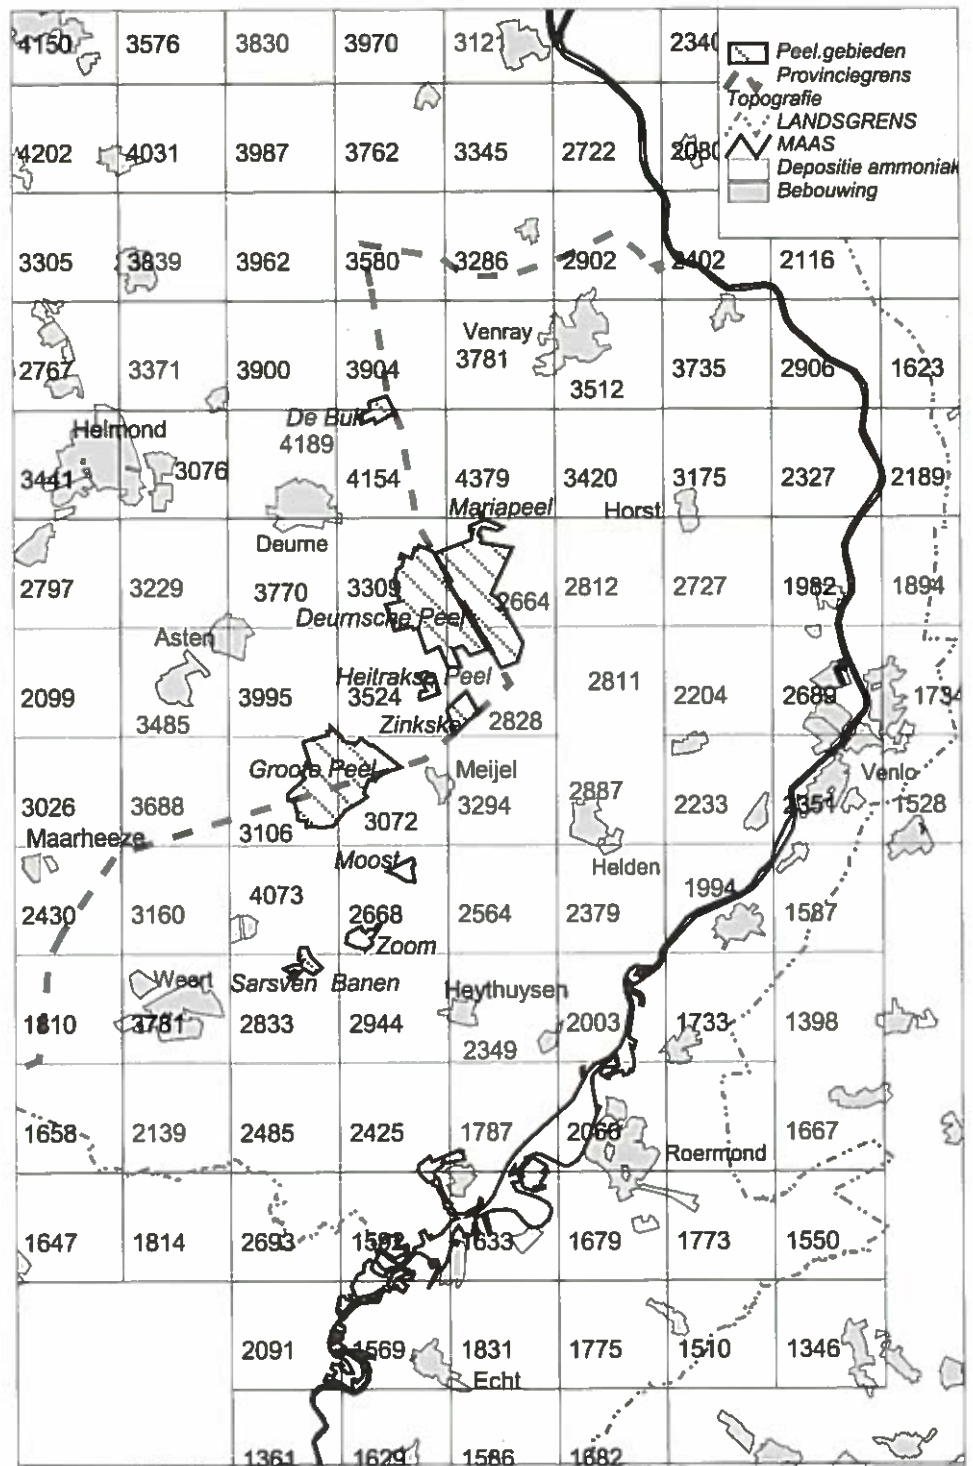 4150 3576 3830 3970 312 2340
Peel.gebieden
Provinciegrens
Topografie
LANDSGRENS
MAAS
Depositie ammoniak
Bebouwing
4202 4031 3987 3762 3345 2722 2080
3305 3839 3962 3580 3286 2902 2402 2116
Venray
2767 3371 3900 3904 3781 3512 3735 2906 1623
De Bult
Helmond
4189
3441 3076 4154 4379 3420 3175 2327 2189
Mariapeel Horst
Deurne
2797 3229 3770 3309 2664 2812 2727 1982 1894
Deurnsche Peel
Asten
Heitrakse Peel
2099 3485 3995 3524 2828 2811 2204 2689 1734
Zinkske
Groote Peel Meijel Venlo
3026 3688 3106 3072 3294 2887 2233 2351 1528
Maarheeze
Moost Helden
4073 1994
2430 3160 2668 2564 2379 1587
Zoom
Weert Sarsven Banen Heythuysen
1810 3781 2833 2944 2349 2003 1733 1398
1658 2139 2485 2425 1787 2066 1667
Roermond
1647 1814 2693 1592 1633 1679 1773 1550
2091 1569 1831 1775 1510 1346
Echt
1361 1629 1586 1682